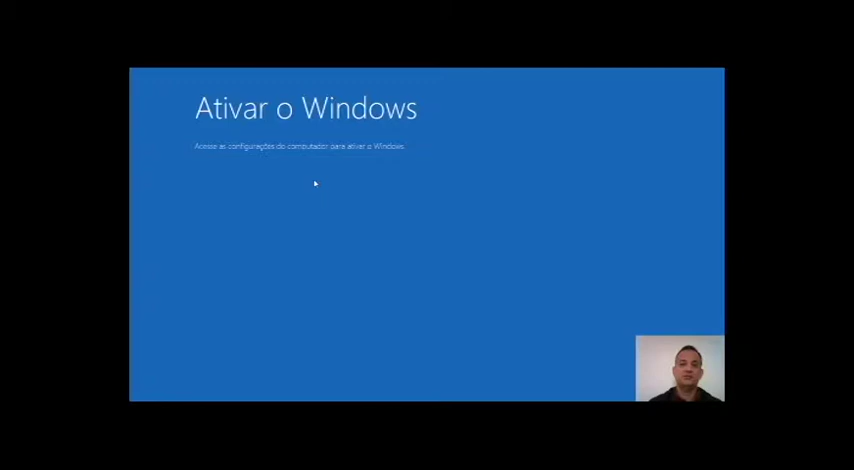 Ativar o Windows
Acesse as configurações do computador para ativar o Windows.